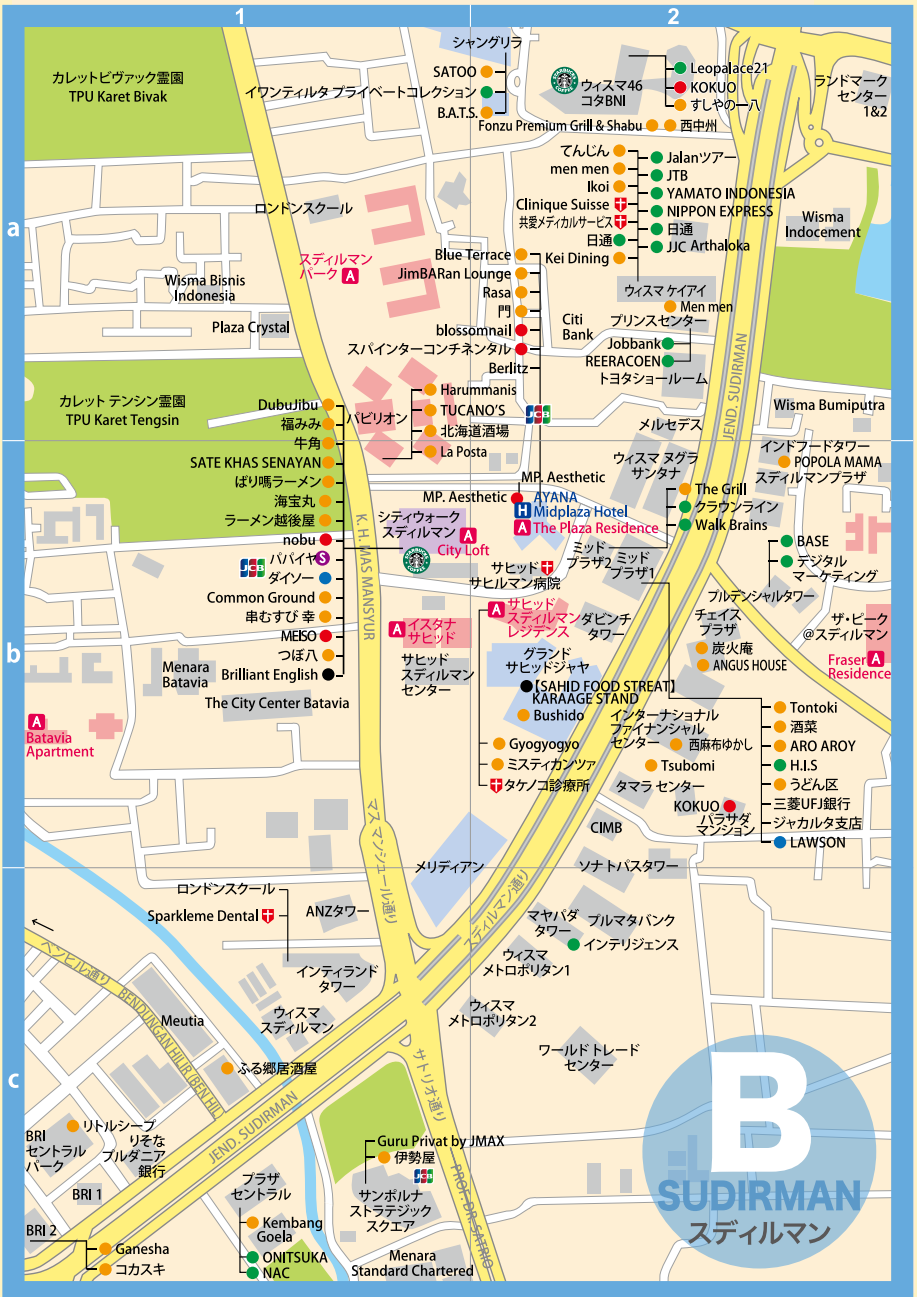 1
2
a
b
c
カレットビヴァック霊園
TPU Karet Bivak
シャングリラ
SATOO
イワンティルタ プライベートコレクション
B.A.T.S.
STARBUCKS COFFEE
ウィスマ46
コタBNI
Leopalace21
KOKUO
すしやの一八
ランドマーク
センター
1&2
Fonzu Premium Grill & Shabu
西中州
てんじん
men men
Ikoi
Clinique Suisse
共愛メディカルサービス
日通
Kei Dining
Jalanツアー
JTB
YAMATO INDONESIA
NIPPON EXPRESS
日通
JJC Arthaloka
Wisma
Indocement
ロンドンスクール
スディルマン
パーク A
Wisma Bisnis
Indonesia
Plaza Crystal
Blue Terrace
JimBARan Lounge
Rasa
門
blossomnail
スパインターコンチネンタル
Berlitz
Citi
Bank
ウィスマ ケイアイ
Men men
プリンスセンター
Jobbank
REERACOEN
トヨタショールーム
JEND. SUDIRMAN
カレット テンシン霊園
TPU Karet Tengsin
DubuJibu
福みみ
牛角
SATE KHAS SENAYAN
ばり嗎ラーメン
海宝丸
ラーメン越後屋
nobu
パパイヤ S
JCB
ダイソー
Common Ground
串むすび 幸
MEISO
つぼ八
Brilliant English
パビリオン
Harummanis
TUCANO'S
北海道酒場
La Posta
JCB
メルセデス
Wisma Bumiputra
インドフードタワー
POPOLA MAMA
スディルマンプラザ
ウィスマ ヌグラ
サンタナ
The Grill
クラウンライン
Walk Brains
MP. Aesthetic
MP. Aesthetic
H AYANA
Midplaza Hotel
A The Plaza Residence
K. H. MAS MANSYUR
シティウォーク
スディルマン
A
City Loft
STARBUCKS COFFEE
ミッド
プラザ2
ミッド
プラザ1
サヒッド
サヒルマン病院
BASE
デジタル
マーケティング
プルデンシャルタワー
A イスタナ
サヒッド
A サヒッド
スディルマン
レジデンス
ダビンチ
タワー
チェイス
プラザ
炭火庵
ANGUS HOUSE
ザ・ピーク
@スディルマン
Fraser A
Residence
サヒッド
スディルマン
センター
グランド
サヒッドジャヤ
【SAHID FOOD STREAT】
KARAAGE STAND
Bushido
Gyogyogyo
ミスティカンツァ
タケノコ診療所
Menara
Batavia
The City Center Batavia
A
Batavia
Apartment
インターナショナル
ファイナンシャル
センター
西麻布ゆかし
Tsubomi
タマラ センター
KOKUO
パラサダ
マンション
CIMB
Tontoki
酒菜
ARO AROY
H.I.S
うどん区
三菱UFJ銀行
ジャカルタ支店
LAWSON
マス マンシュール通り
メリディアン
ソナトパスタワー
スディルマン通り
ロンドンスクール
Sparkleme Dental
ANZタワー
インティランド
タワー
マヤパダ
タワー
プルマタバンク
インテリジェンス
ウィスマ
メトロポリタン1
ウィスマ
メトロポリタン2
ワールド トレード
センター
←
ベンヒル通り
BENDUNGAN HILIR (BEN HIL)
Meutia
ウィスマ
スディルマン
ふる郷居酒屋
JEND. SUDIRMAN
サトリオ通り
PROF. DR. SATRIO
リトルシープ
BRI
セントラル
パーク
りそな
プルダニア
銀行
BRI 1
BRI 2
Ganesha
コカスキ
プラザ
セントラル
Kembang
Goela
ONITSUKA
NAC
Guru Privat by JMAX
伊勢屋
JCB
サンポルナ
ストラテジック
スクエア
Menara
Standard Chartered
B
SUDIRMAN
スディルマン